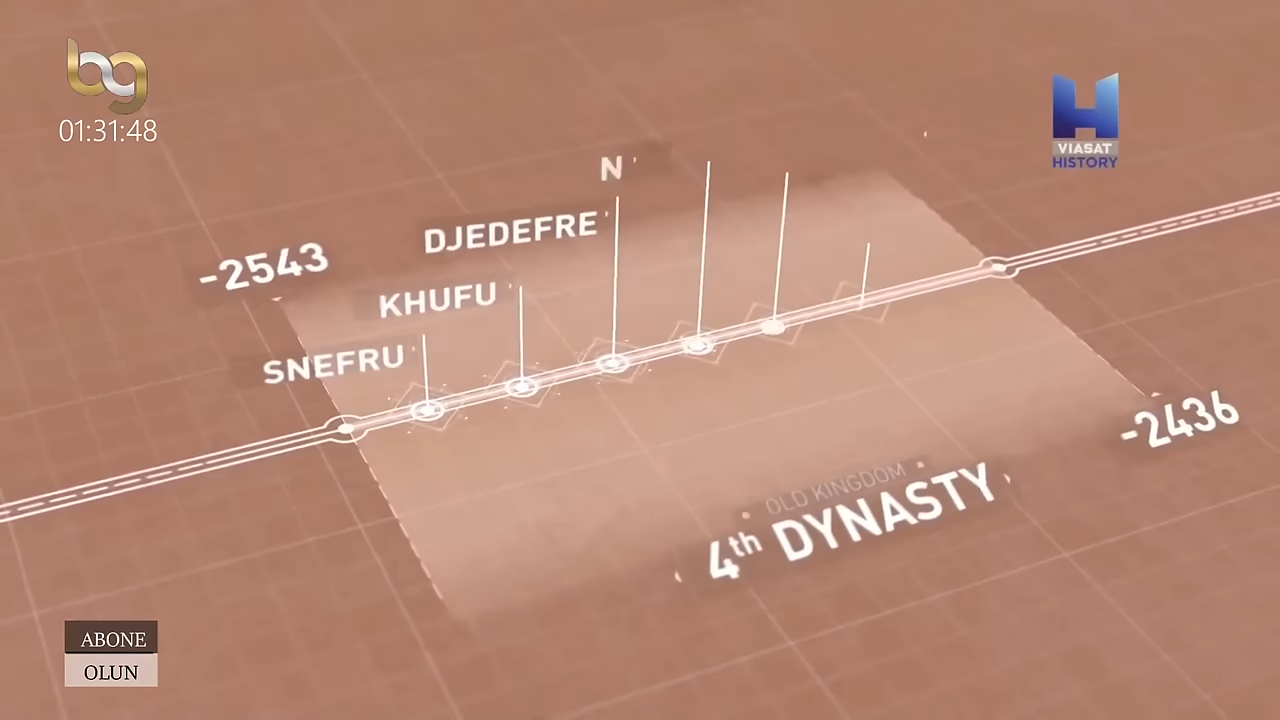 bg
01:31:48
VIASAT
HISTORY
N
DJEDEFRE
-2543
KHUFU
SNEFRU
-2436
OLD KINGDOM
4th DYNASTY
ABONE
OLUN